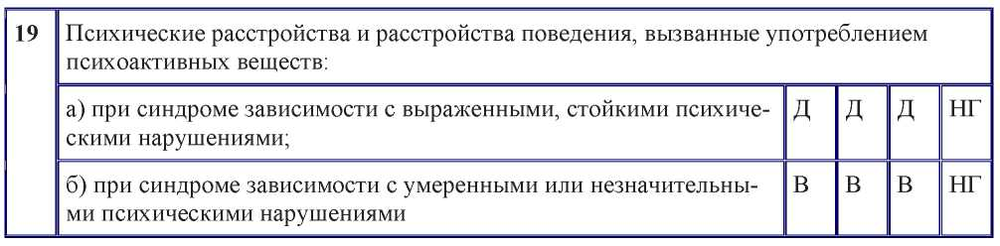 19 Психические расстройства и расстройства поведения, вызванные употреблением
психоактивных веществ:
а) при синдроме зависимости с выраженными, стойкими психиче- Д Д Д НГ
скими нарушениями;
б) при синдроме зависимости с умеренными или незначительны- В В В НГ
ми психическими нарушениями